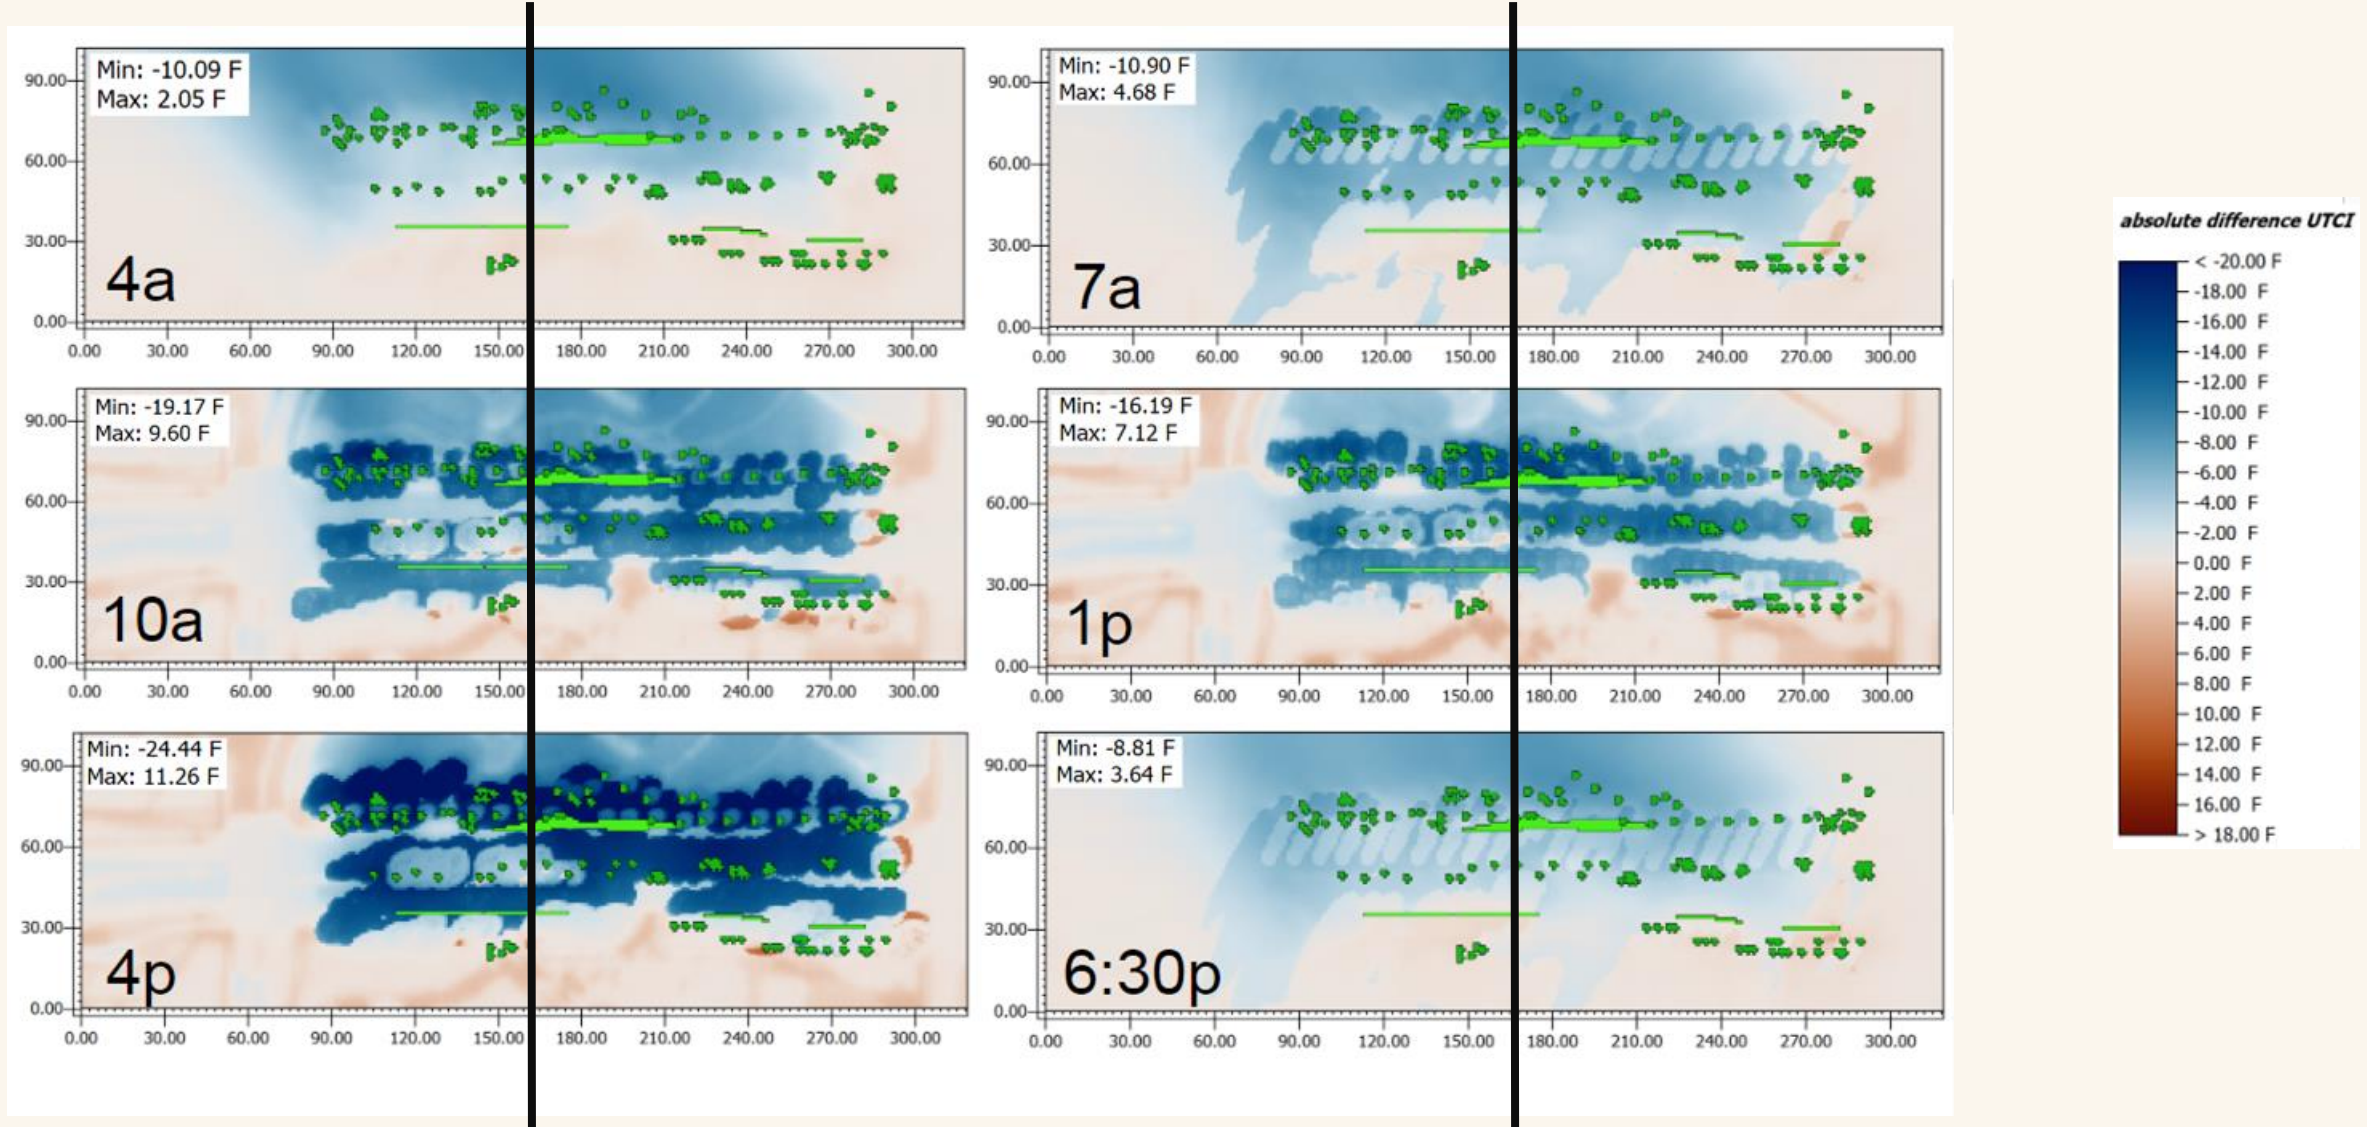 Min: -10.09 F
Max: 2.05 F
90.00
60.00
30.00
0.00
4a
0.00 30.00 60.00 90.00 120.00 150.00 180.00 210.00 240.00 270.00 300.00
Min: -10.90 F
Max: 4.68 F
90.00
60.00
30.00
0.00
7a
0.00 30.00 60.00 90.00 120.00 150.00 180.00 210.00 240.00 270.00 300.00
Min: -19.17 F
Max: 9.60 F
90.00
60.00
30.00
0.00
10a
0.00 30.00 60.00 90.00 120.00 150.00 180.00 210.00 240.00 270.00 300.00
Min: -16.19 F
Max: 7.12 F
90.00
60.00
30.00
0.00
1p
0.00 30.00 60.00 90.00 120.00 150.00 180.00 210.00 240.00 270.00 300.00
Min: -24.44 F
Max: 11.26 F
90.00
60.00
30.00
0.00
4p
0.00 30.00 60.00 90.00 120.00 150.00 180.00 210.00 240.00 270.00 300.00
Min: -8.81 F
Max: 3.64 F
90.00
60.00
30.00
0.00
6:30p
0.00 30.00 60.00 90.00 120.00 150.00 180.00 210.00 240.00 270.00 300.00
absolute difference UTCI
< -20.00 F
-18.00 F
-16.00 F
-14.00 F
-12.00 F
-10.00 F
-8.00 F
-6.00 F
-4.00 F
-2.00 F
0.00 F
2.00 F
4.00 F
6.00 F
8.00 F
10.00 F
12.00 F
14.00 F
16.00 F
> 18.00 F